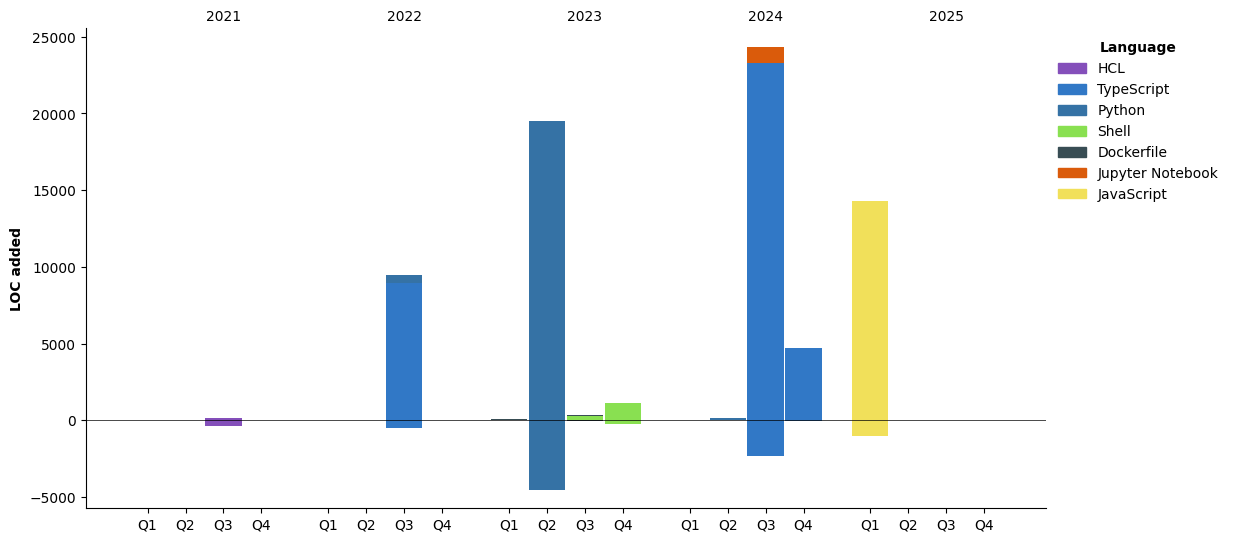 2021 2022 2023 2024 2025
25000
20000
15000
10000
5000
0
−5000
LOC added
Q1 Q2 Q3 Q4 Q1 Q2 Q3 Q4 Q1 Q2 Q3 Q4 Q1 Q2 Q3 Q4 Q1 Q2 Q3 Q4
Language
HCL
TypeScript
Python
Shell
Dockerfile
Jupyter Notebook
JavaScript